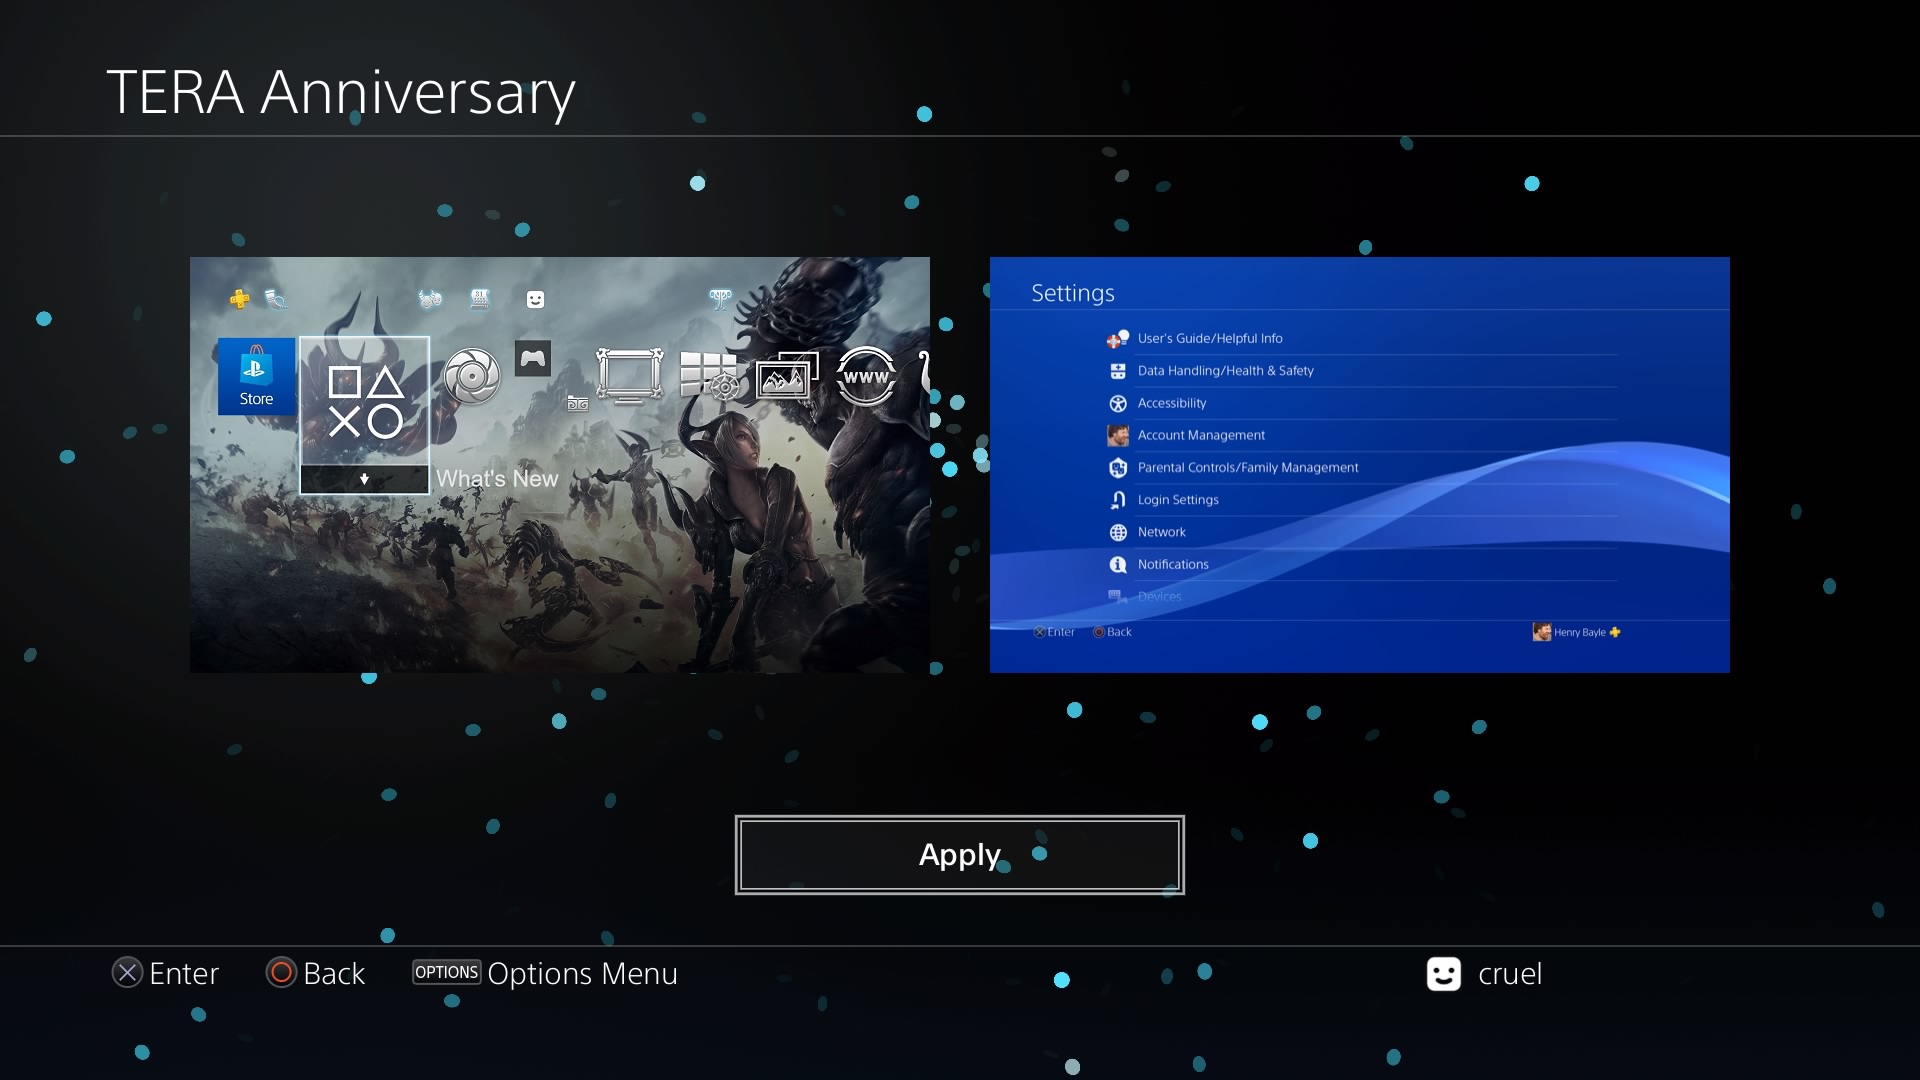 TERA Anniversary
Store
31
What's New
WWW
Settings
User's Guide/Helpful Info
Data Handling/Health & Safety
Accessibility
Account Management
Parental Controls/Family Management
Login Settings
Network
Notifications
Devices
Enter
Back
Henry Bayle
Apply
Enter
Back
OPTIONS Options Menu
cruel